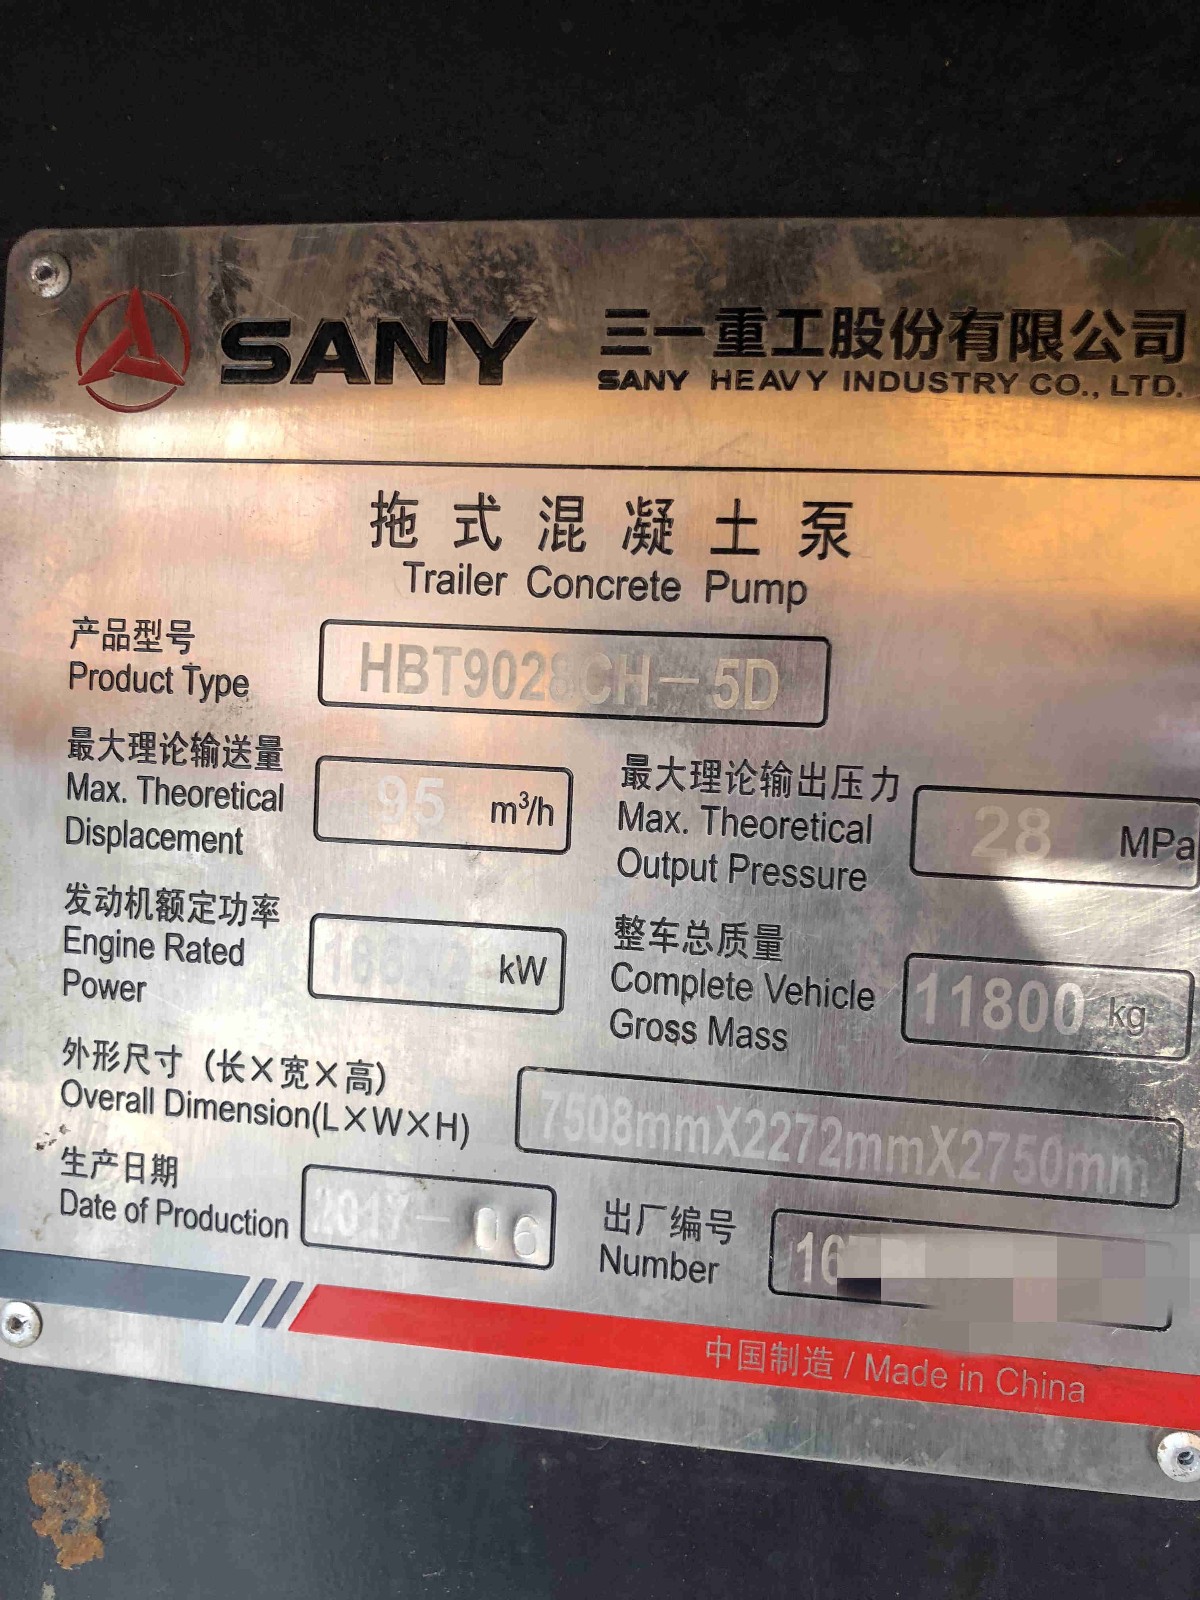 SANY 三一重工股份有限公司
SANY HEAVY INDUSTRY CO., LTD.
拖式混凝土泵
Trailer Concrete Pump
产品型号
Product Type
HBT9028CH-5D
最大理论输送量
Max. Theoretical
Displacement
95 m³/h
最大理论输出压力
Max. Theoretical
Output Pressure
28 MPa
发动机额定功率
Engine Rated
Power
kW
整车总质量
Complete Vehicle
Gross Mass
11800 kg
外形尺寸 (长×宽×高)
Overall Dimension(L×W×H)
7508mmX2272mmX2750mm
生产日期
Date of Production
2017-06
出厂编号
Number
中国制造 / Made in China